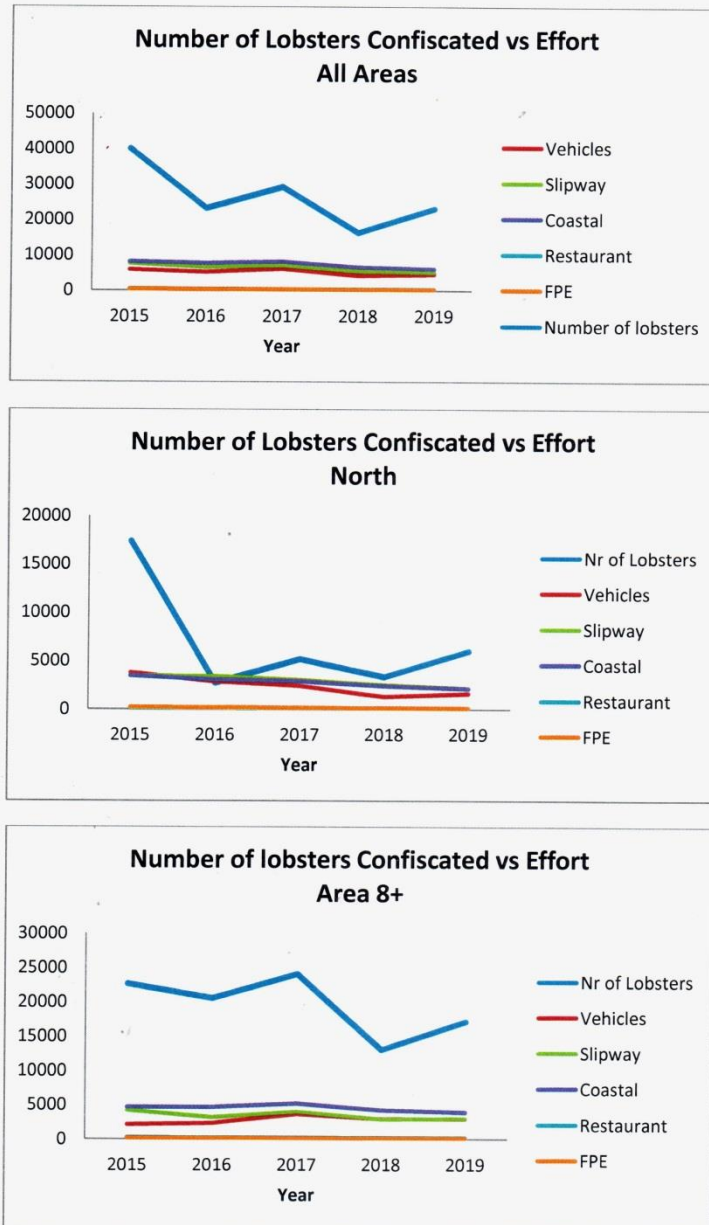 Number of Lobsters Confiscated vs Effort
All Areas
50000
40000
30000
20000
10000
0
2015 2016 2017 2018 2019
Year
Vehicles
Slipway
Coastal
Restaurant
FPE
Number of lobsters
Number of Lobsters Confiscated vs Effort
North
20000
15000
10000
5000
0
2015 2016 2017 2018 2019
Year
Nr of Lobsters
Vehicles
Slipway
Coastal
Restaurant
FPE
Number of lobsters Confiscated vs Effort
Area 8+
30000
25000
20000
15000
10000
5000
0
2015 2016 2017 2018 2019
Year
Nr of Lobsters
Vehicles
Slipway
Coastal
Restaurant
FPE